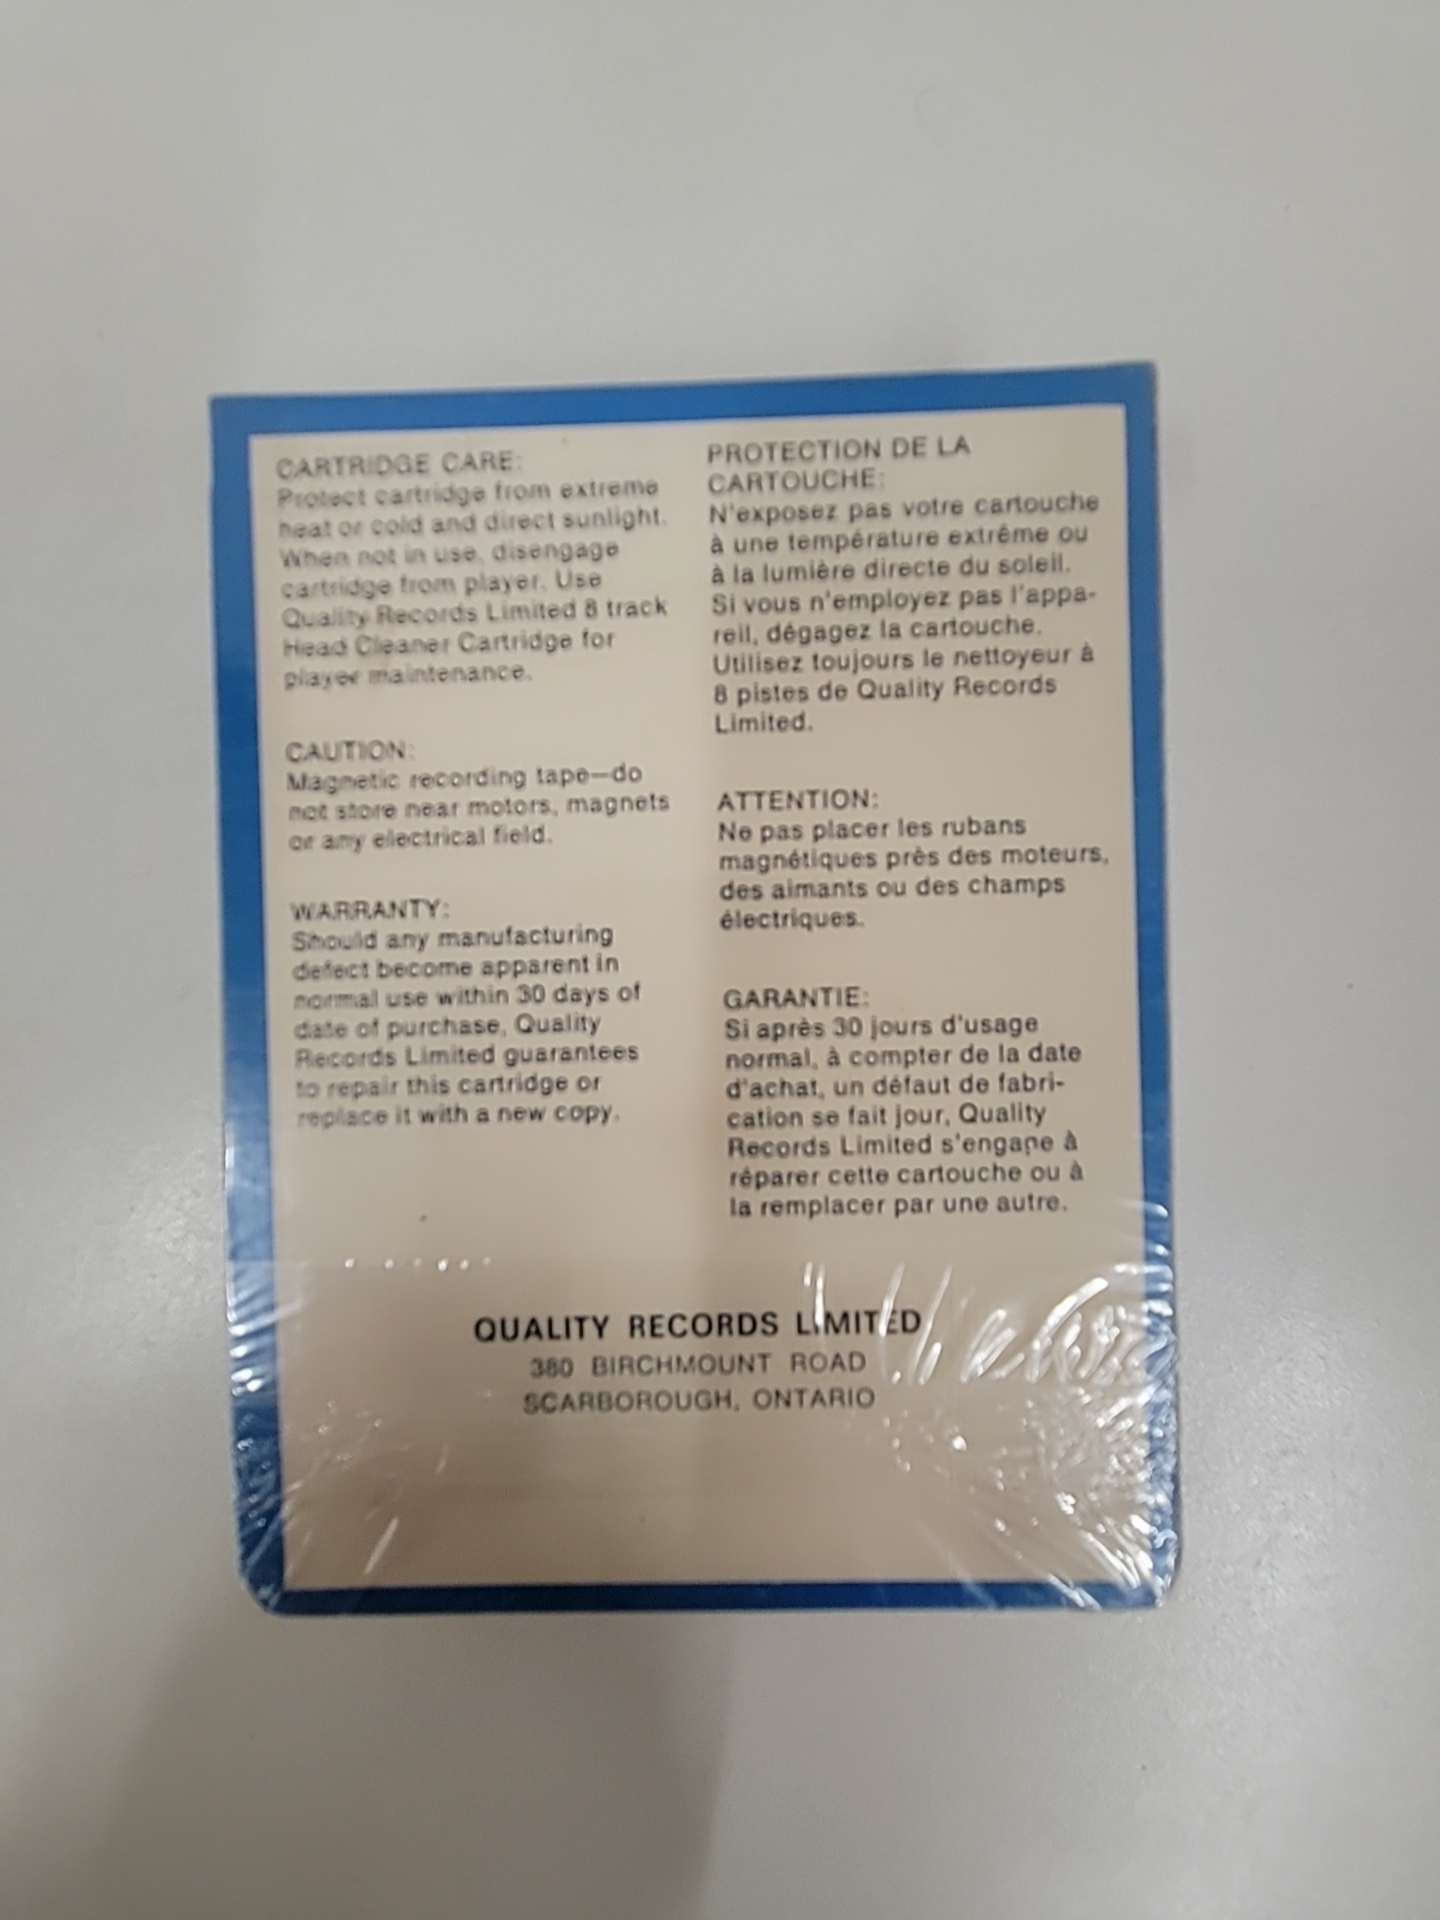 CARTRIDGE CARE:
Protect cartridge from extreme
heat or cold and direct sunlight.
When not in use, disengage
cartridge from player. Use
Quality Records Limited 8 track
Head Cleaner Cartridge for
player maintenance.
CAUTION:
Magnetic recording tape—do
not store near motors, magnets
or any electrical field.
WARRANTY:
Should any manufacturing
defect become apparent in
normal use within 30 days of
date of purchase, Quality
Records Limited guarantees
to repair this cartridge or
replace it with a new copy.
PROTECTION DE LA
CARTOUCHE:
N'exposez pas votre cartouche
à une température extrême ou
à la lumière directe du soleil.
Si vous n'employez pas l'appa-
reil, dégagez la cartouche.
Utilisez toujours le nettoyeur à
8 pistes de Quality Records
Limited.
ATTENTION:
Ne pas placer les rubans
magnétiques près des moteurs,
des aimants ou des champs
électriques.
GARANTIE:
Si après 30 jours d'usage
normal, à compter de la date
d'achat, un défaut de fabri-
cation se fait jour, Quality
Records Limited s'engage à
réparer cette cartouche ou à
la remplacer par une autre.
QUALITY RECORDS LIMITED
380 BIRCHMOUNT ROAD
SCARBOROUGH, ONTARIO